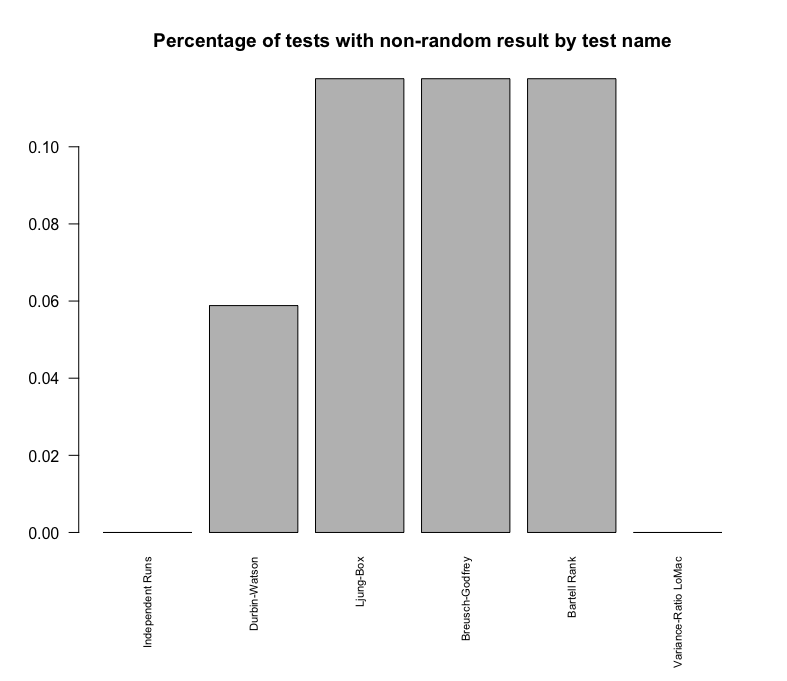 Percentage of tests with non-random result by test name
0.10
0.08
0.06
0.04
0.02
0.00
Independent Runs
Durbin-Watson
Ljung-Box
Breusch-Godfrey
Bartell Rank
Variance-Ratio LoMac